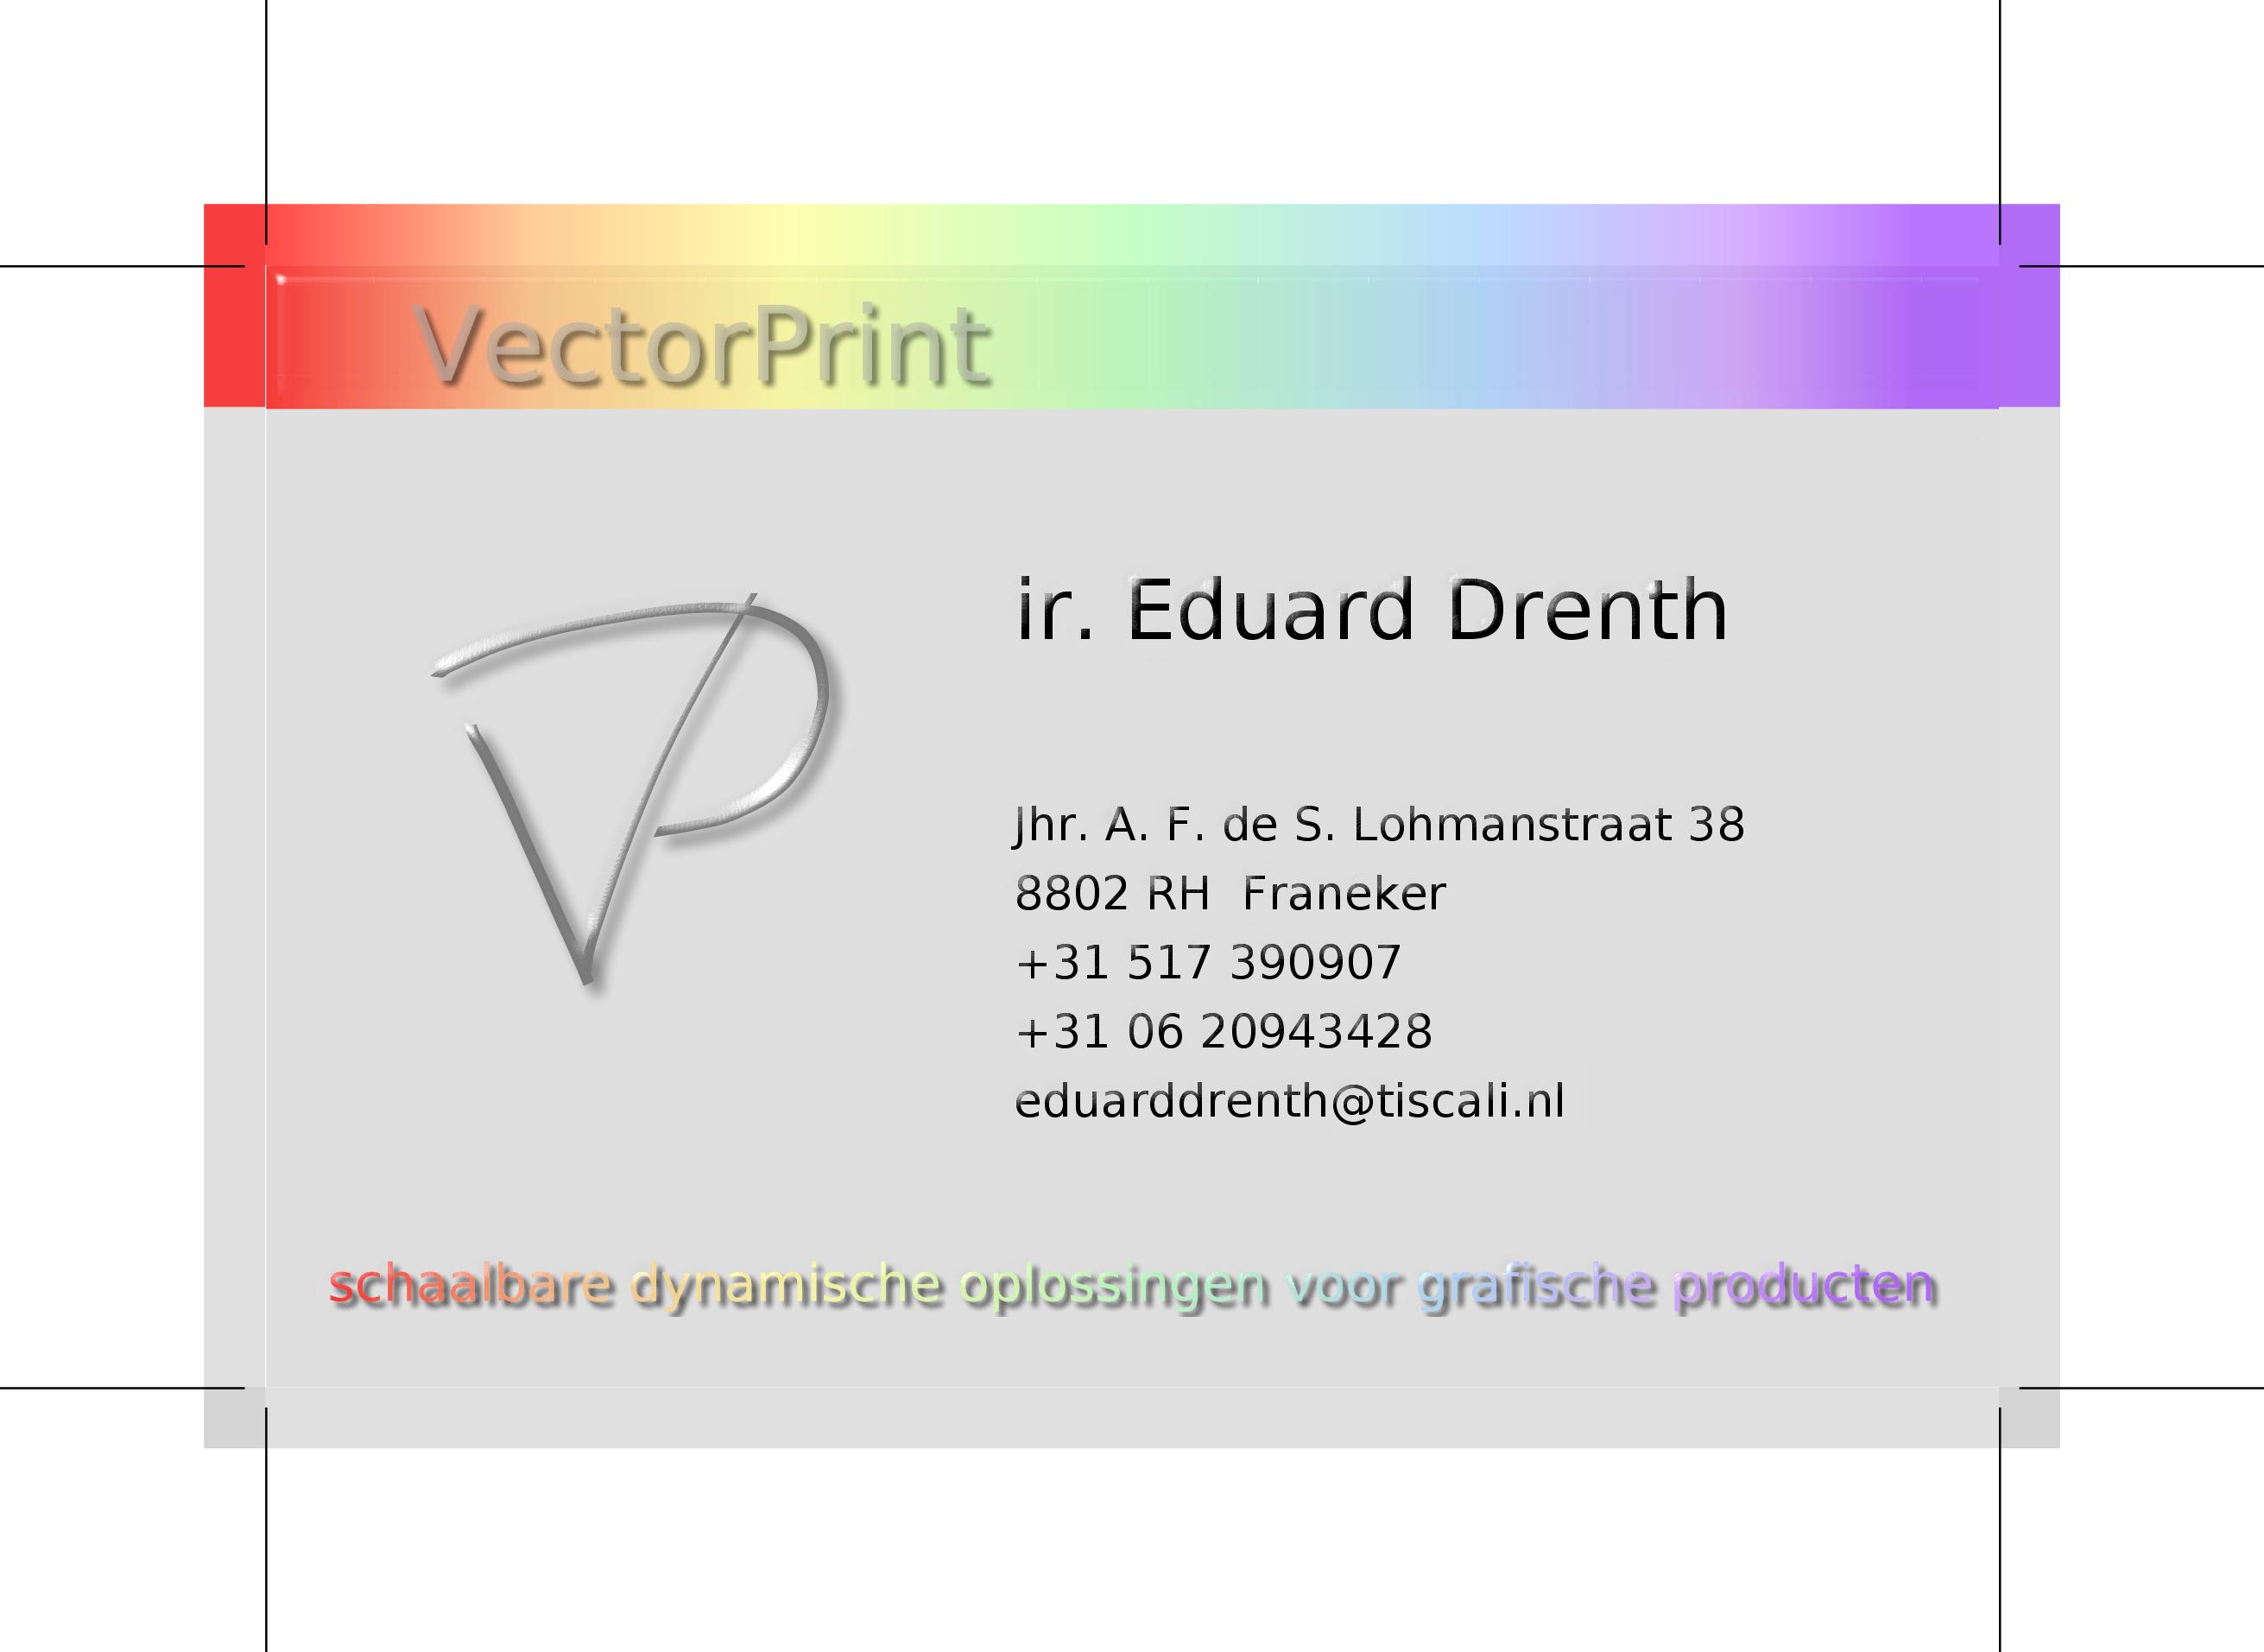 VectorPrint
ir. Eduard Drenth
Jhr. A. F. de S. Lohmanstraat 38
8802 RH  Franeker
+31 517 390907
+31 06 20943428
eduarddrenth@tiscali.nl
schaalbare dynamische oplossingen voor grafische producten